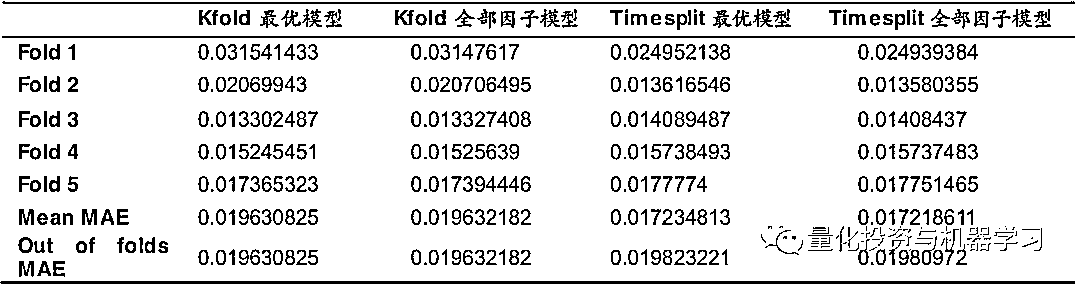 Kfold 最优模型 Kfold 全部因子模型 Timesplit 最优模型 Timesplit 全部因子模型
Fold 1 0.031541433 0.03147617 0.024952138 0.024939384
Fold 2 0.02069943 0.020706495 0.013616546 0.013580355
Fold 3 0.013302487 0.013327408 0.014089487 0.01408437
Fold 4 0.015245451 0.01525639 0.015738493 0.015737483
Fold 5 0.017365323 0.017394446 0.0177774 0.017751465
Mean MAE 0.019630825 0.019632182 0.017234813 0.017218611
Out of folds
MAE 0.019630825 0.019632182 0.019823221 0.01980972
量化投资与机器学习